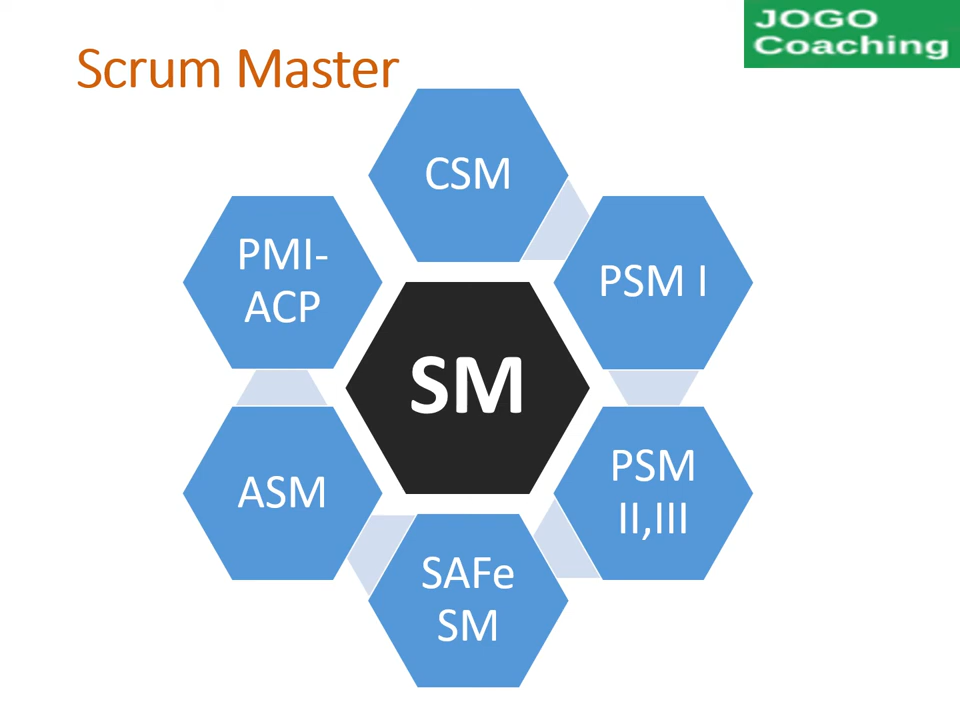 JOGO
Coaching
Scrum Master
CSM
PSM I
PSM
II,III
SAFe
SM
ASM
PMI-
ACP
SM